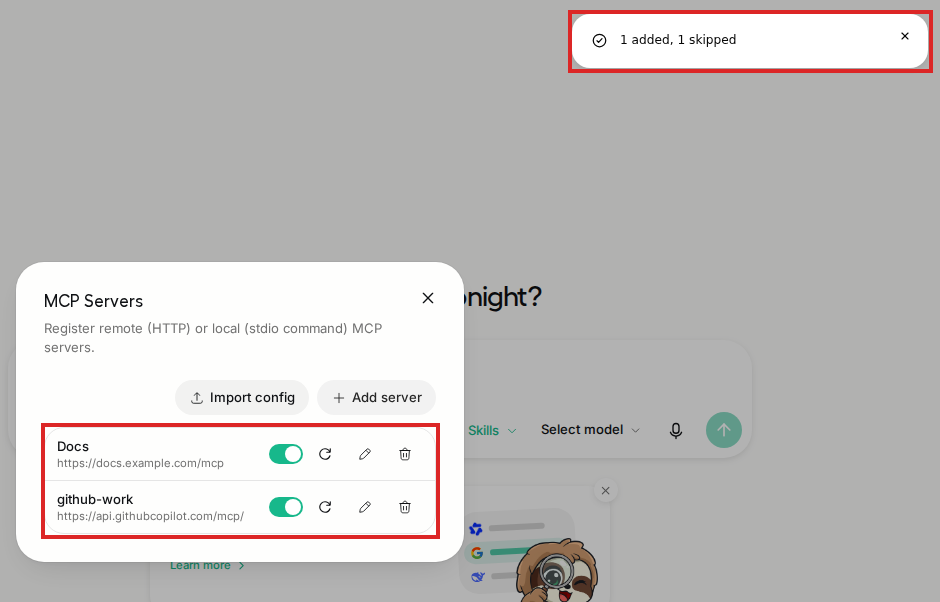 1 added, 1 skipped
onight?
MCP Servers
Register remote (HTTP) or local (stdio command) MCP
servers.
Import config
Add server
Skills
Select model
Docs
https://docs.example.com/mcp
github-work
https://api.githubcopilot.com/mcp/
Learn more